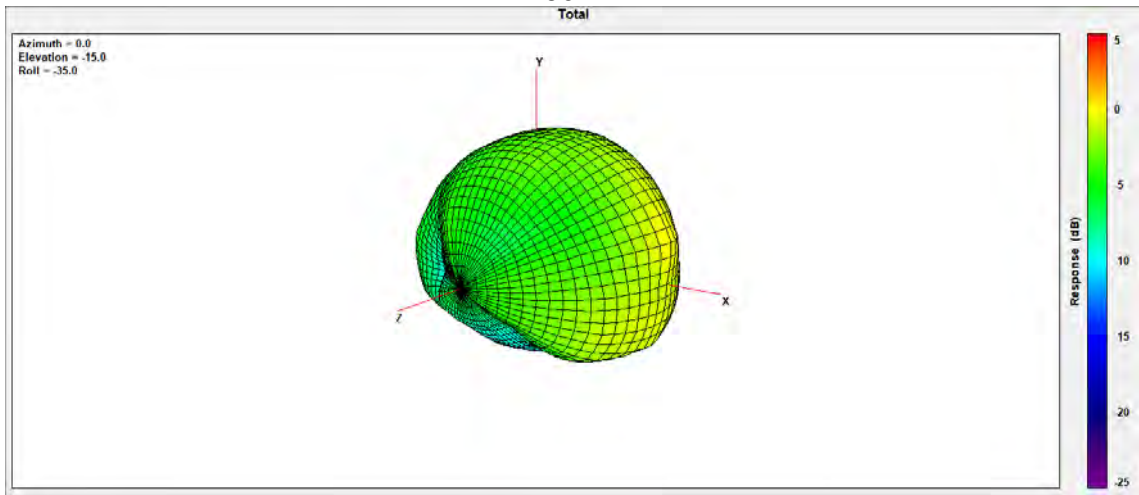 Total
Azimuth = 0.0
Elevation = -15.0
Roll = -35.0
Y
X
Z
5
0
-5
10
15
-20
-25
Response (dB)